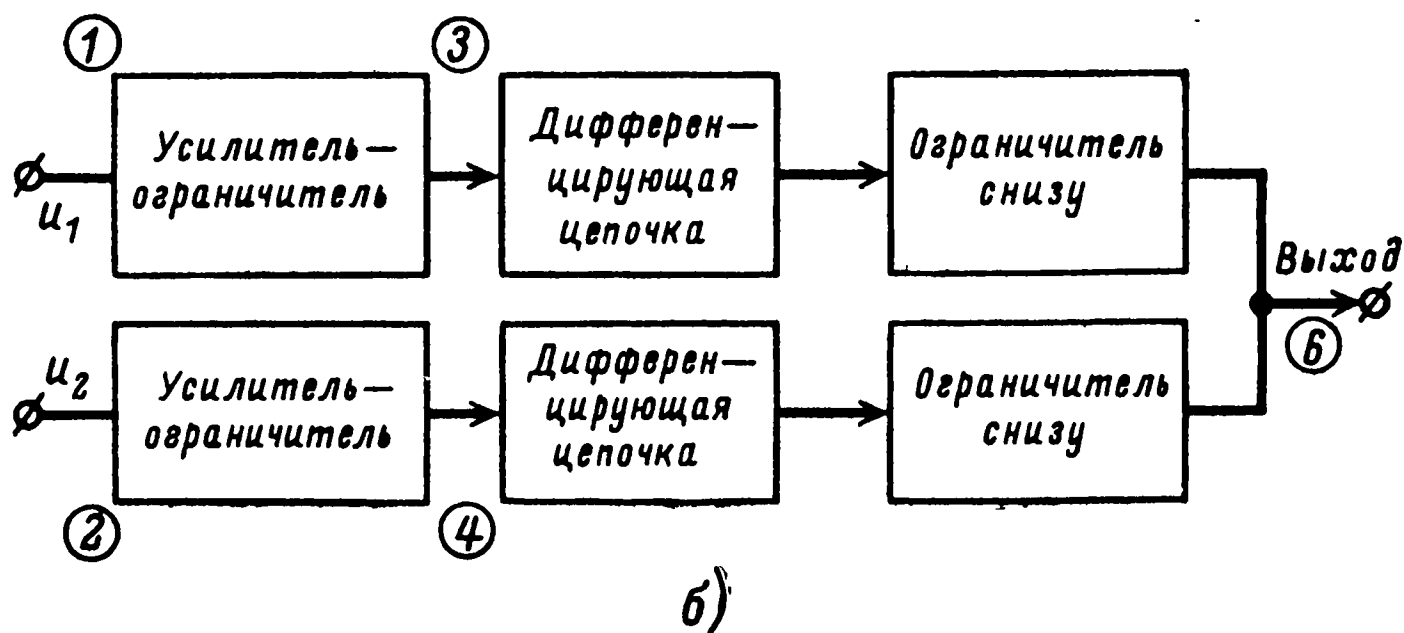 1
3
Усилитель—
ограничитель
Дифферен—
цирующая
цепочка
Ограничитель
снизу
u₁
Выход
6
u₂
Усилитель—
ограничитель
Дифферен—
цирующая
цепочка
Ограничитель
снизу
2
4
б)